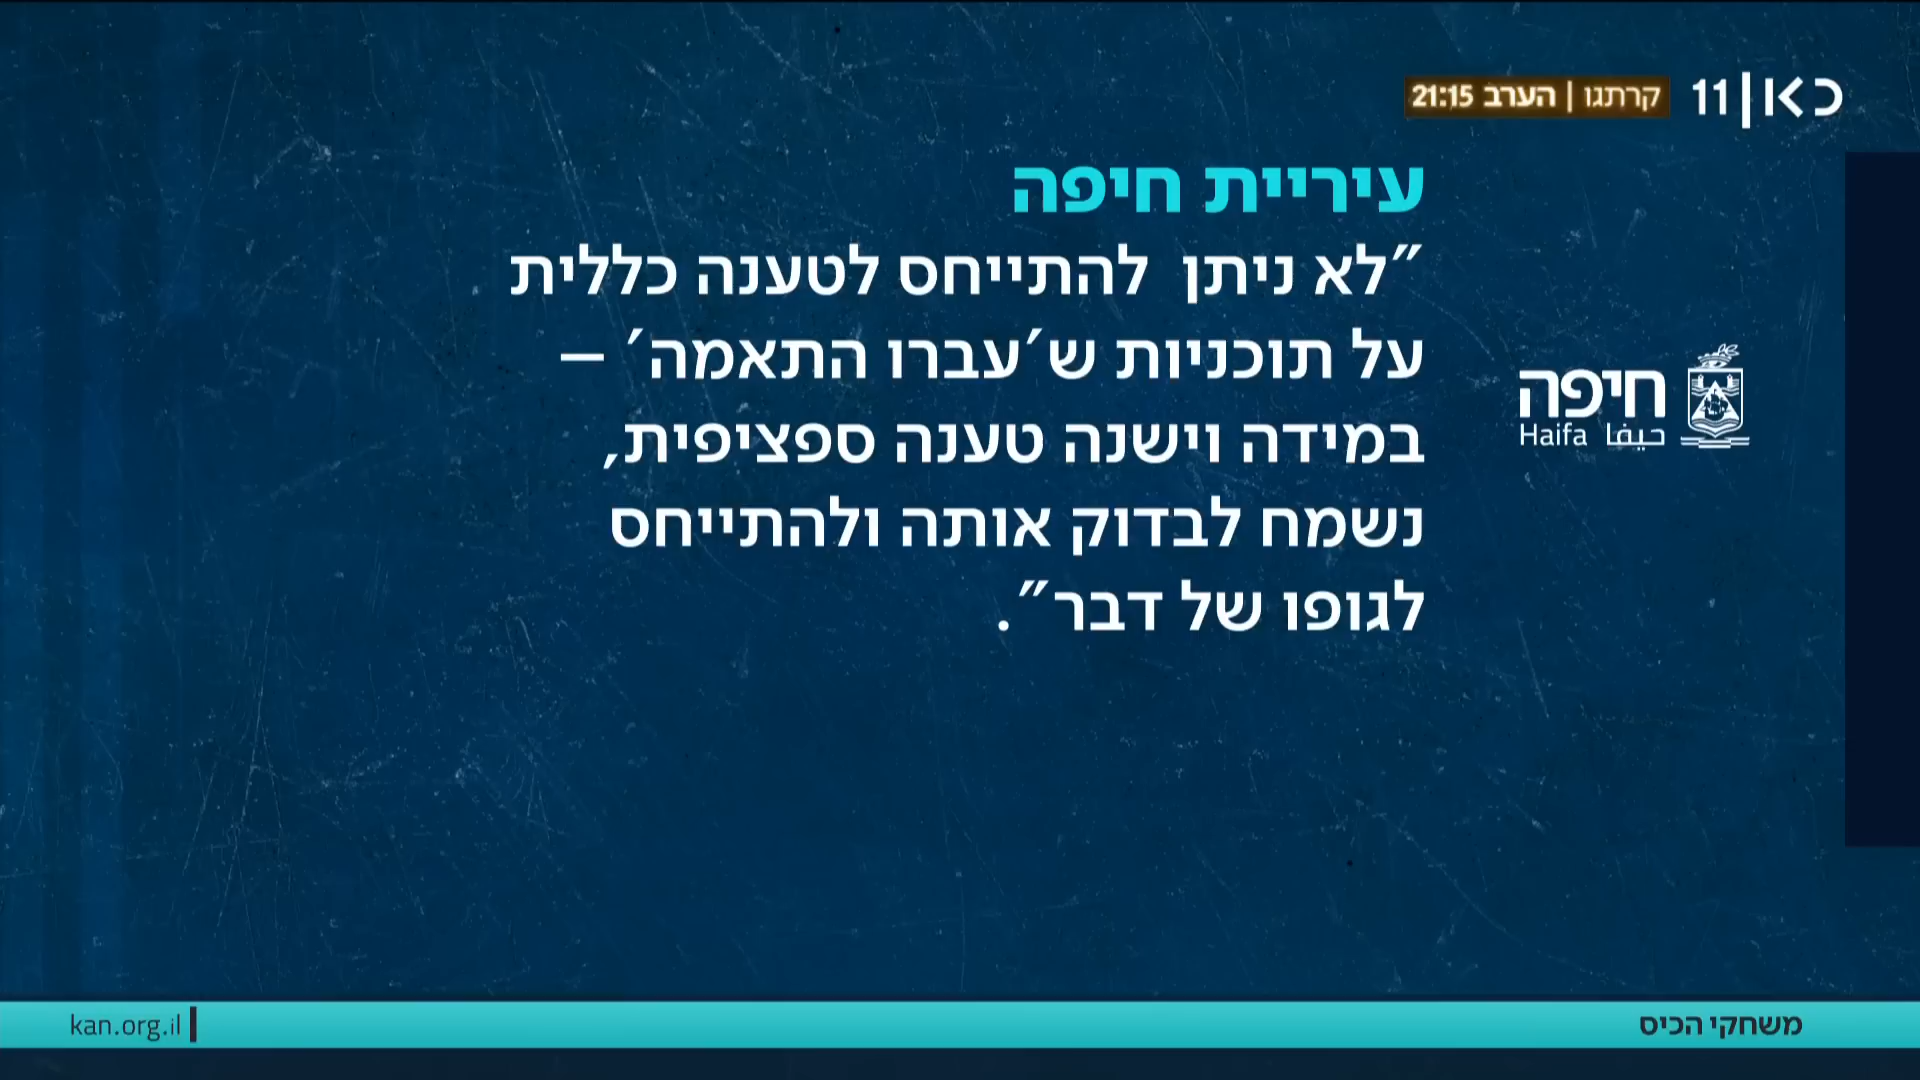 כאן | 11
קרתגו | הערב 21:15
עיריית חיפה
"לא ניתן להתייחס לטענה כללית
על תוכניות ש'עברו התאמה' –
במידה וישנה טענה ספציפית,
נשמח לבדוק אותה ולהתייחס
לגופו של דבר".
חיפה
Haifa حيفا
משחקי הכיס
kan.org.il